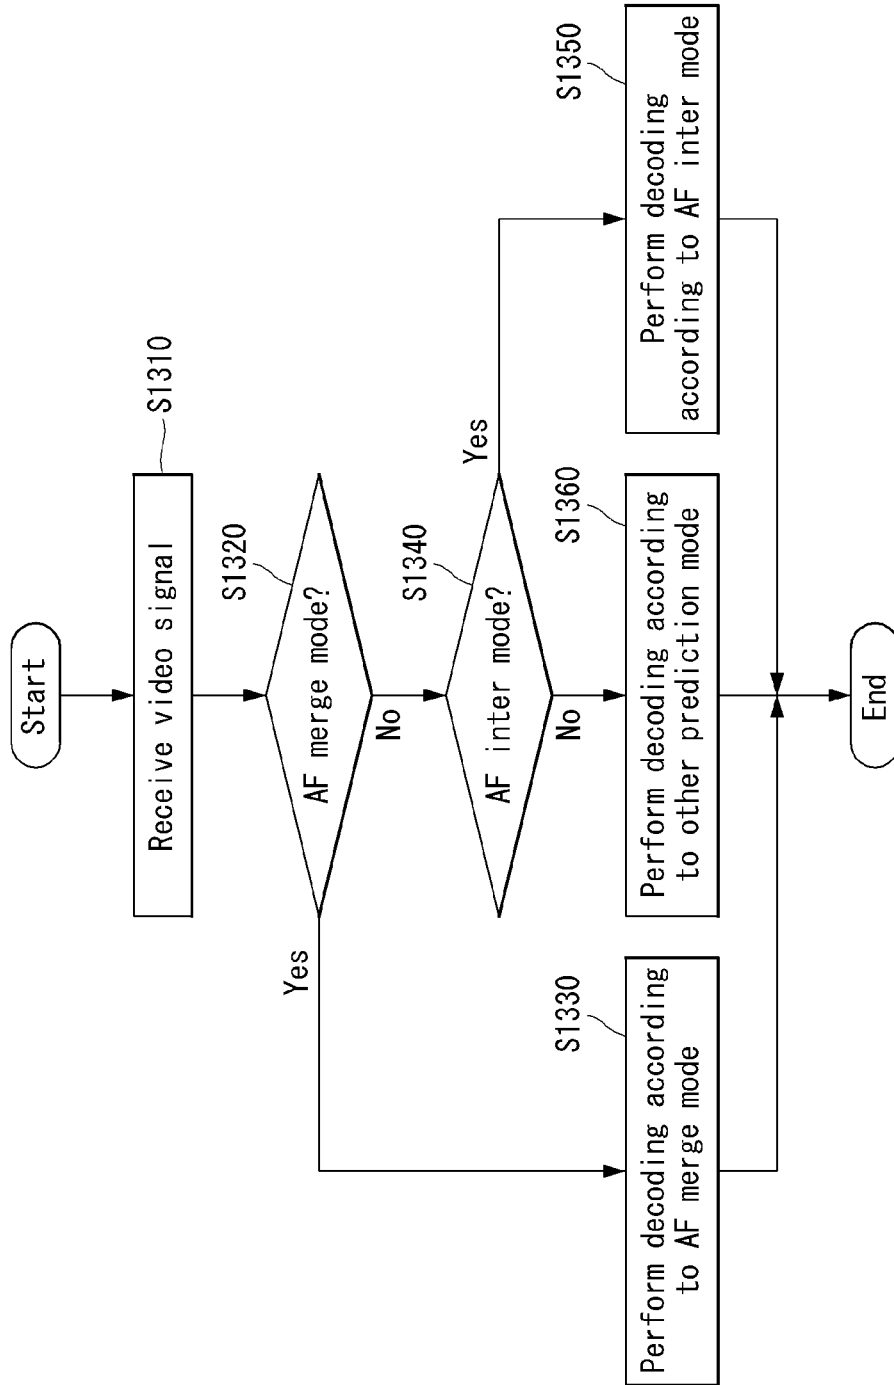 Start
S1310
Receive video signal
S1320
AF merge mode?
Yes
No
S1340
AF inter mode?
Yes
No
S1330
Perform decoding according
to AF merge mode
S1360
Perform decoding according
to other prediction mode
S1350
Perform decoding
according to AF inter mode
End